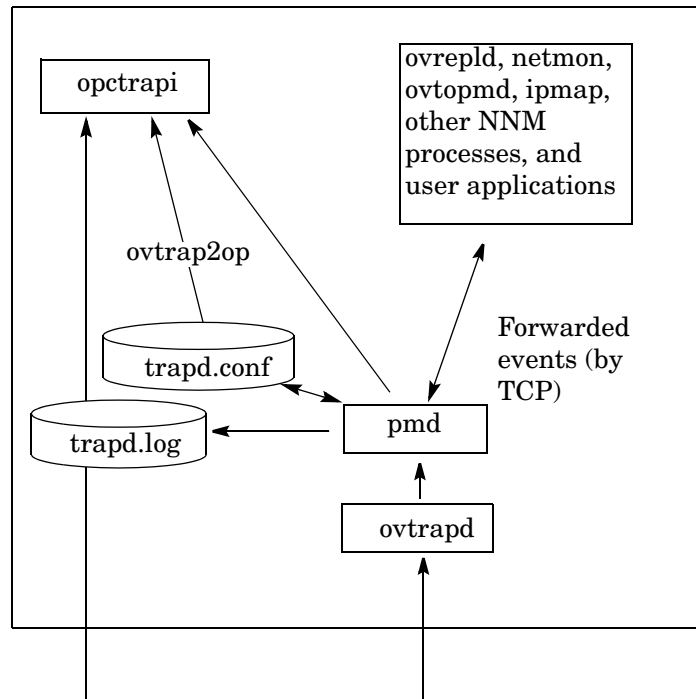 opctrapi
ovrepld, netmon,
ovtopmd, ipmap,
other NNM
processes, and
user applications
ovtrap2op
trapd.conf
Forwarded
events (by
TCP)
trapd.log
pmd
ovtrapd